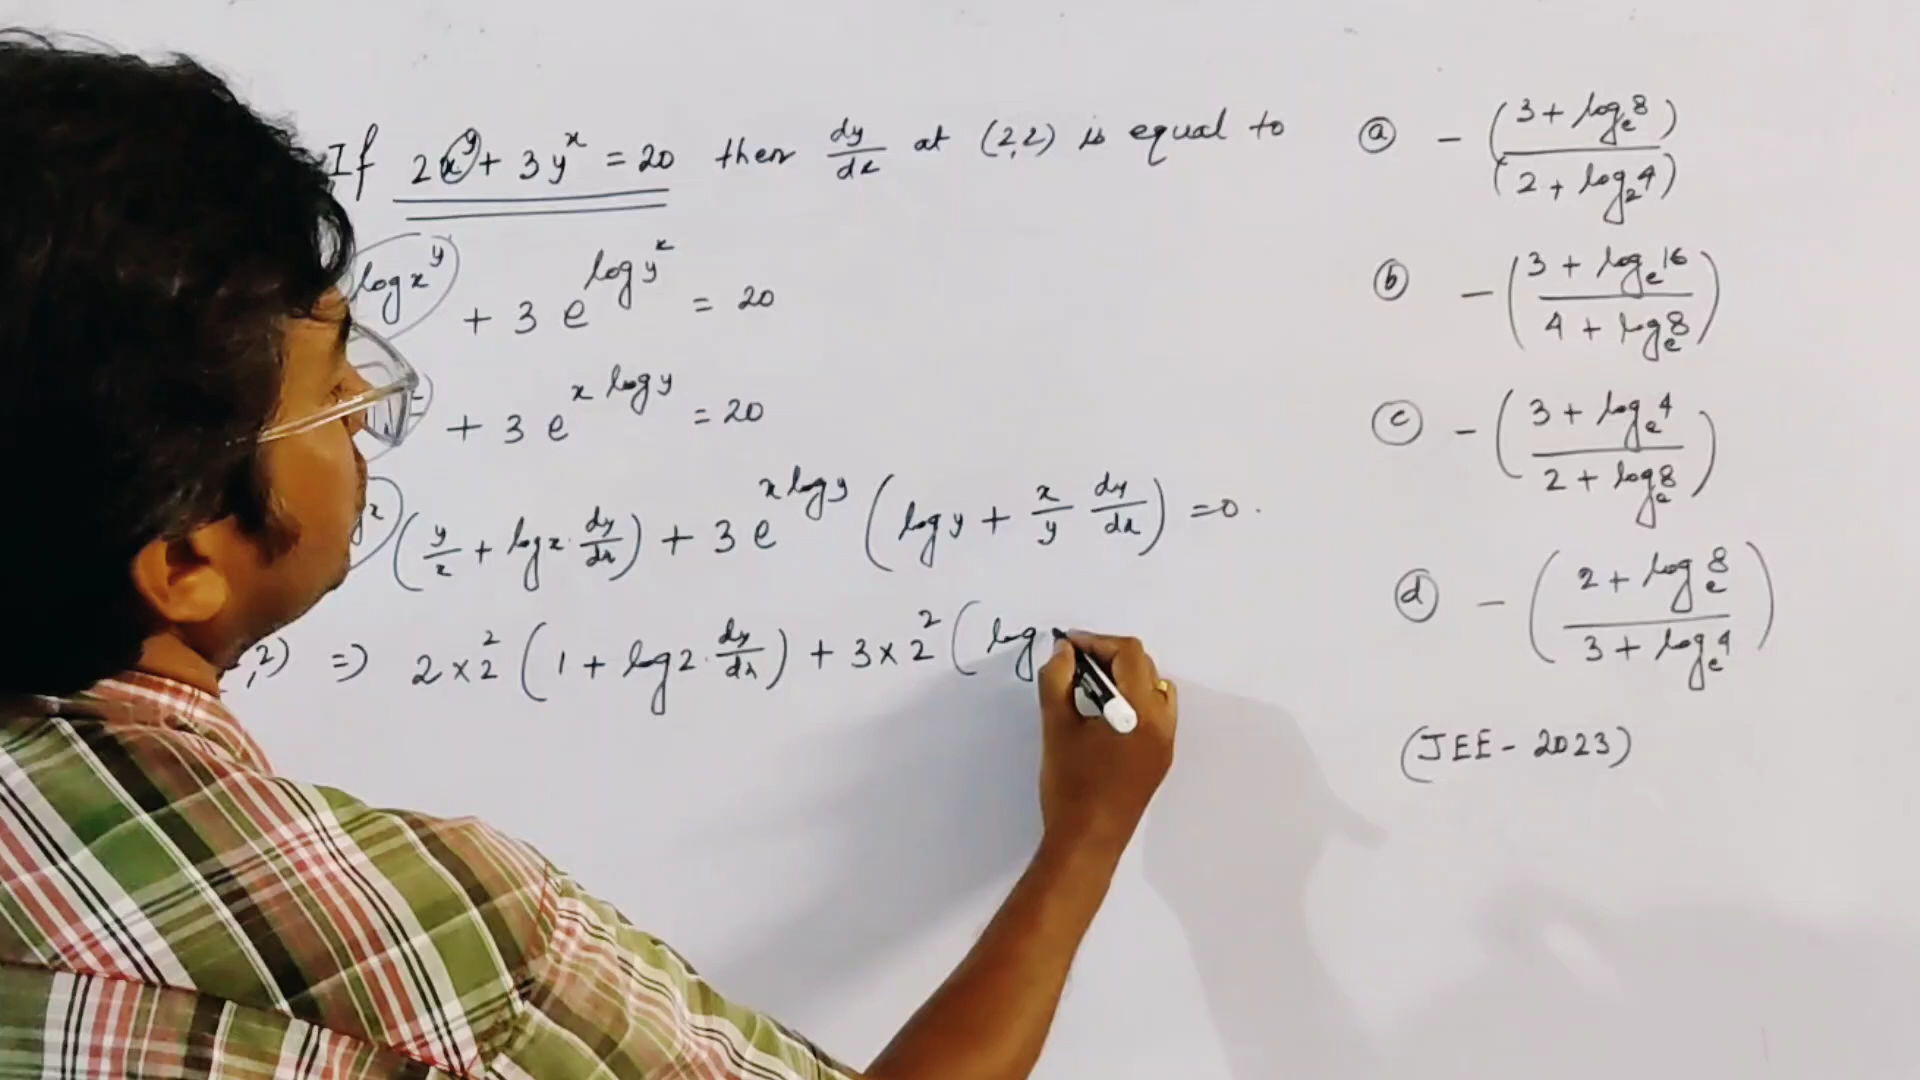 If 2x^y + 3y^x = 20 then dy/dx at (2,2) is equal to
log x^y + 3 e^{log y^x} = 20
+ 3 e^{x log y} = 20
(y/x + log x · dy/dx) + 3 e^{x log y} (log y + x/y dy/dx) = 0.
,2) => 2 × 2^2 (1 + log 2 · dy/dx) + 3 × 2^2 (log
(a) - (3 + log_e 8) / (2 + log_2 4)
(b) - (3 + log_e 16 / 4 + log_e 8)
(c) - (3 + log_e 4 / 2 + log_e 8)
(d) - (2 + log_e 8 / 3 + log_e 4)
(JEE - 2023)